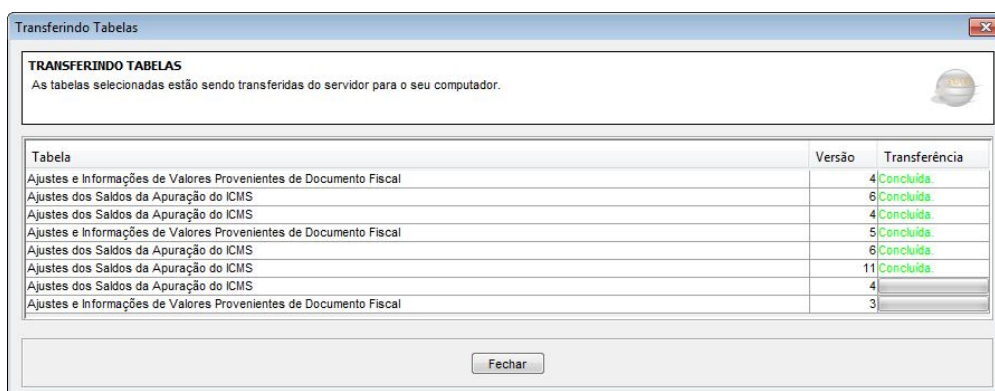 Transferindo Tabelas
TRANSFERINDO TABELAS
As tabelas selecionadas estão sendo transferidas do servidor para o seu computador.
Tabela Versão Transferência
Ajustes e Informações de Valores Provenientes de Documento Fiscal 4 Concluída.
Ajustes dos Saldos da Apuração do ICMS 6 Concluída.
Ajustes dos Saldos da Apuração do ICMS 4 Concluída.
Ajustes e Informações de Valores Provenientes de Documento Fiscal 5 Concluída.
Ajustes dos Saldos da Apuração do ICMS 6 Concluída.
Ajustes dos Saldos da Apuração do ICMS 11 Concluída.
Ajustes dos Saldos da Apuração do ICMS 4
Ajustes e Informações de Valores Provenientes de Documento Fiscal 3
Fechar